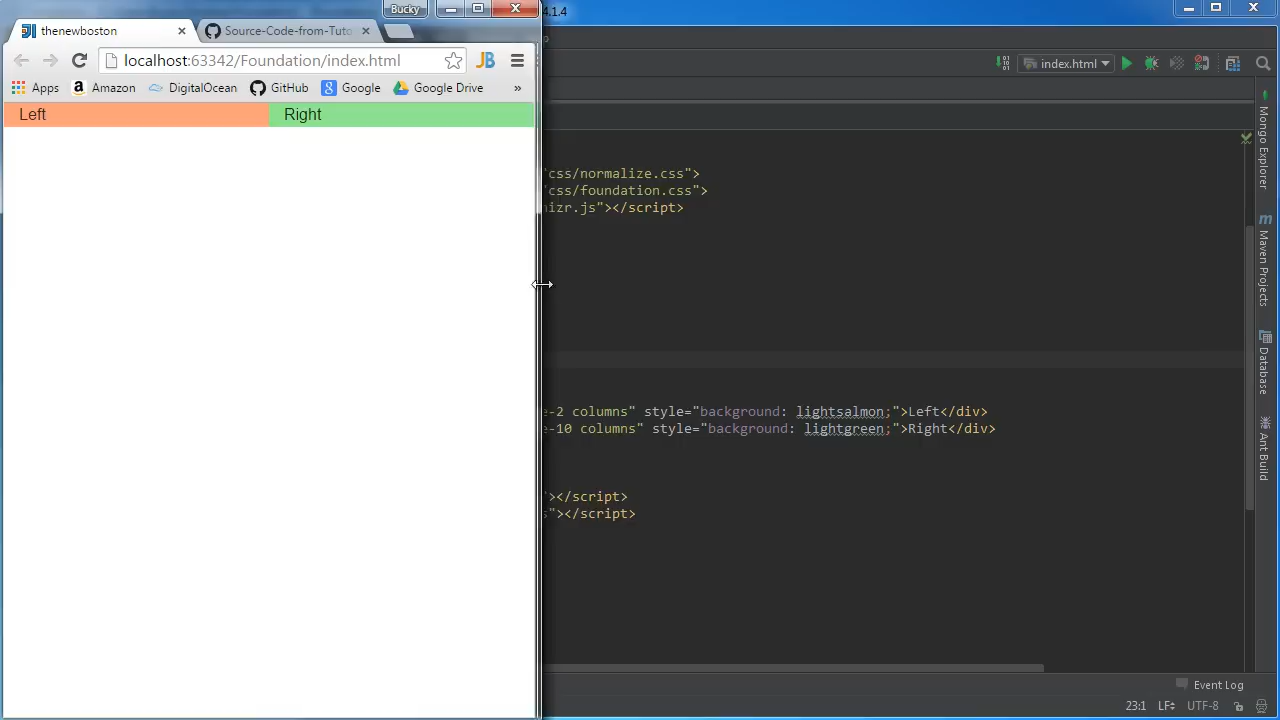 Bucky
4.1.4
thenewboston
Source-Code-from-Tuto
localhost:63342/Foundation/index.html
JB
index.html
Apps
Amazon
DigitalOcean
GitHub
Google
Google Drive
»
Left
Right
css/normalize.css">
css/foundation.css">
nizr.js"></script>
e-2 columns" style="background: lightsalmon;">Left</div>
e-10 columns" style="background: lightgreen;">Right</div>
"></script>
s"></script>
Mongo Explorer
m
Maven Projects
Database
Ant Build
Event Log
23:1
LF
UTF-8